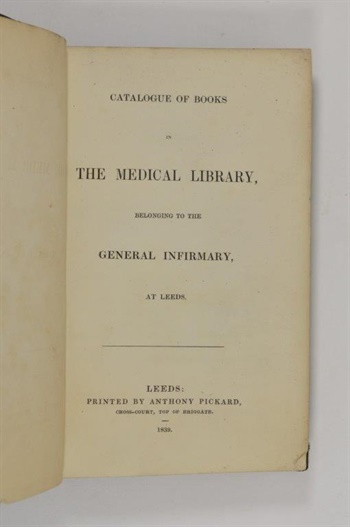 CATALOGUE OF BOOKS
IN
THE MEDICAL LIBRARY,
BELONGING TO THE
GENERAL INFIRMARY,
AT LEEDS.
LEEDS:
PRINTED BY ANTHONY PICKARD,
CROSS-COURT, TOP OF BRIGGATE.